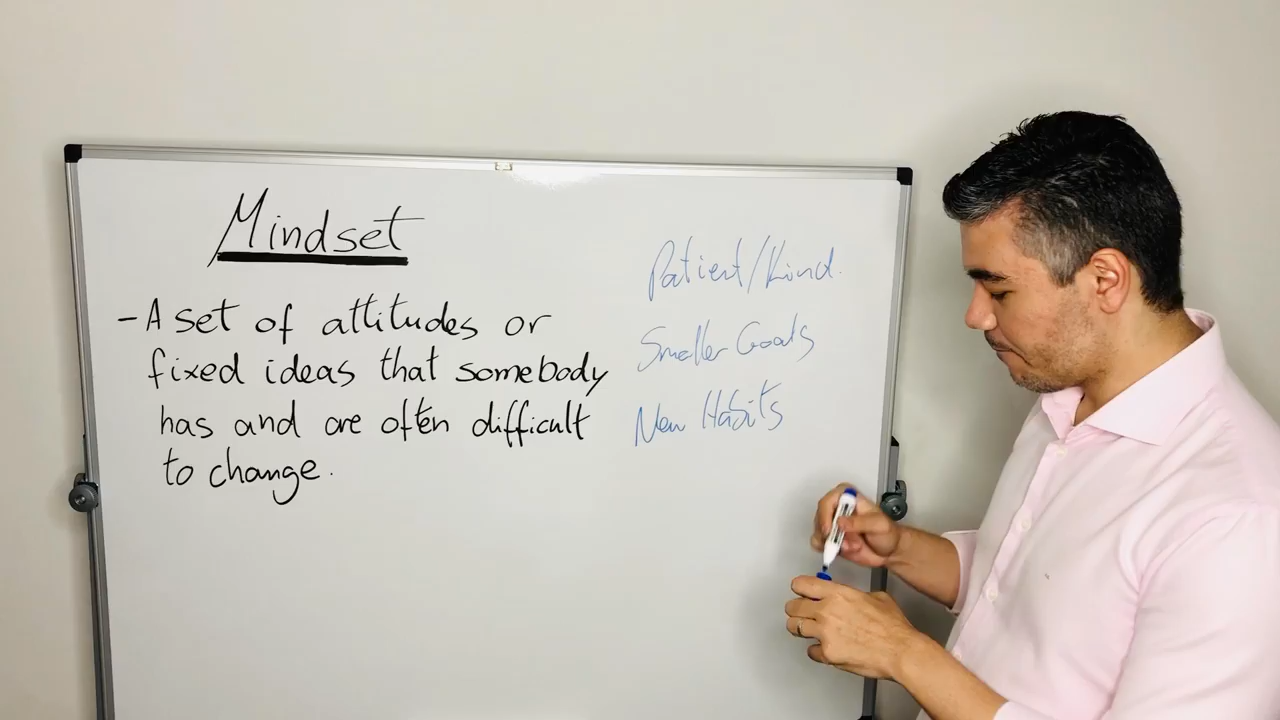 Mindset
- A set of attitudes or
fixed ideas that somebody
has and are often difficult
to change.
Patient/Kind.
Smaller Goals
New Habits